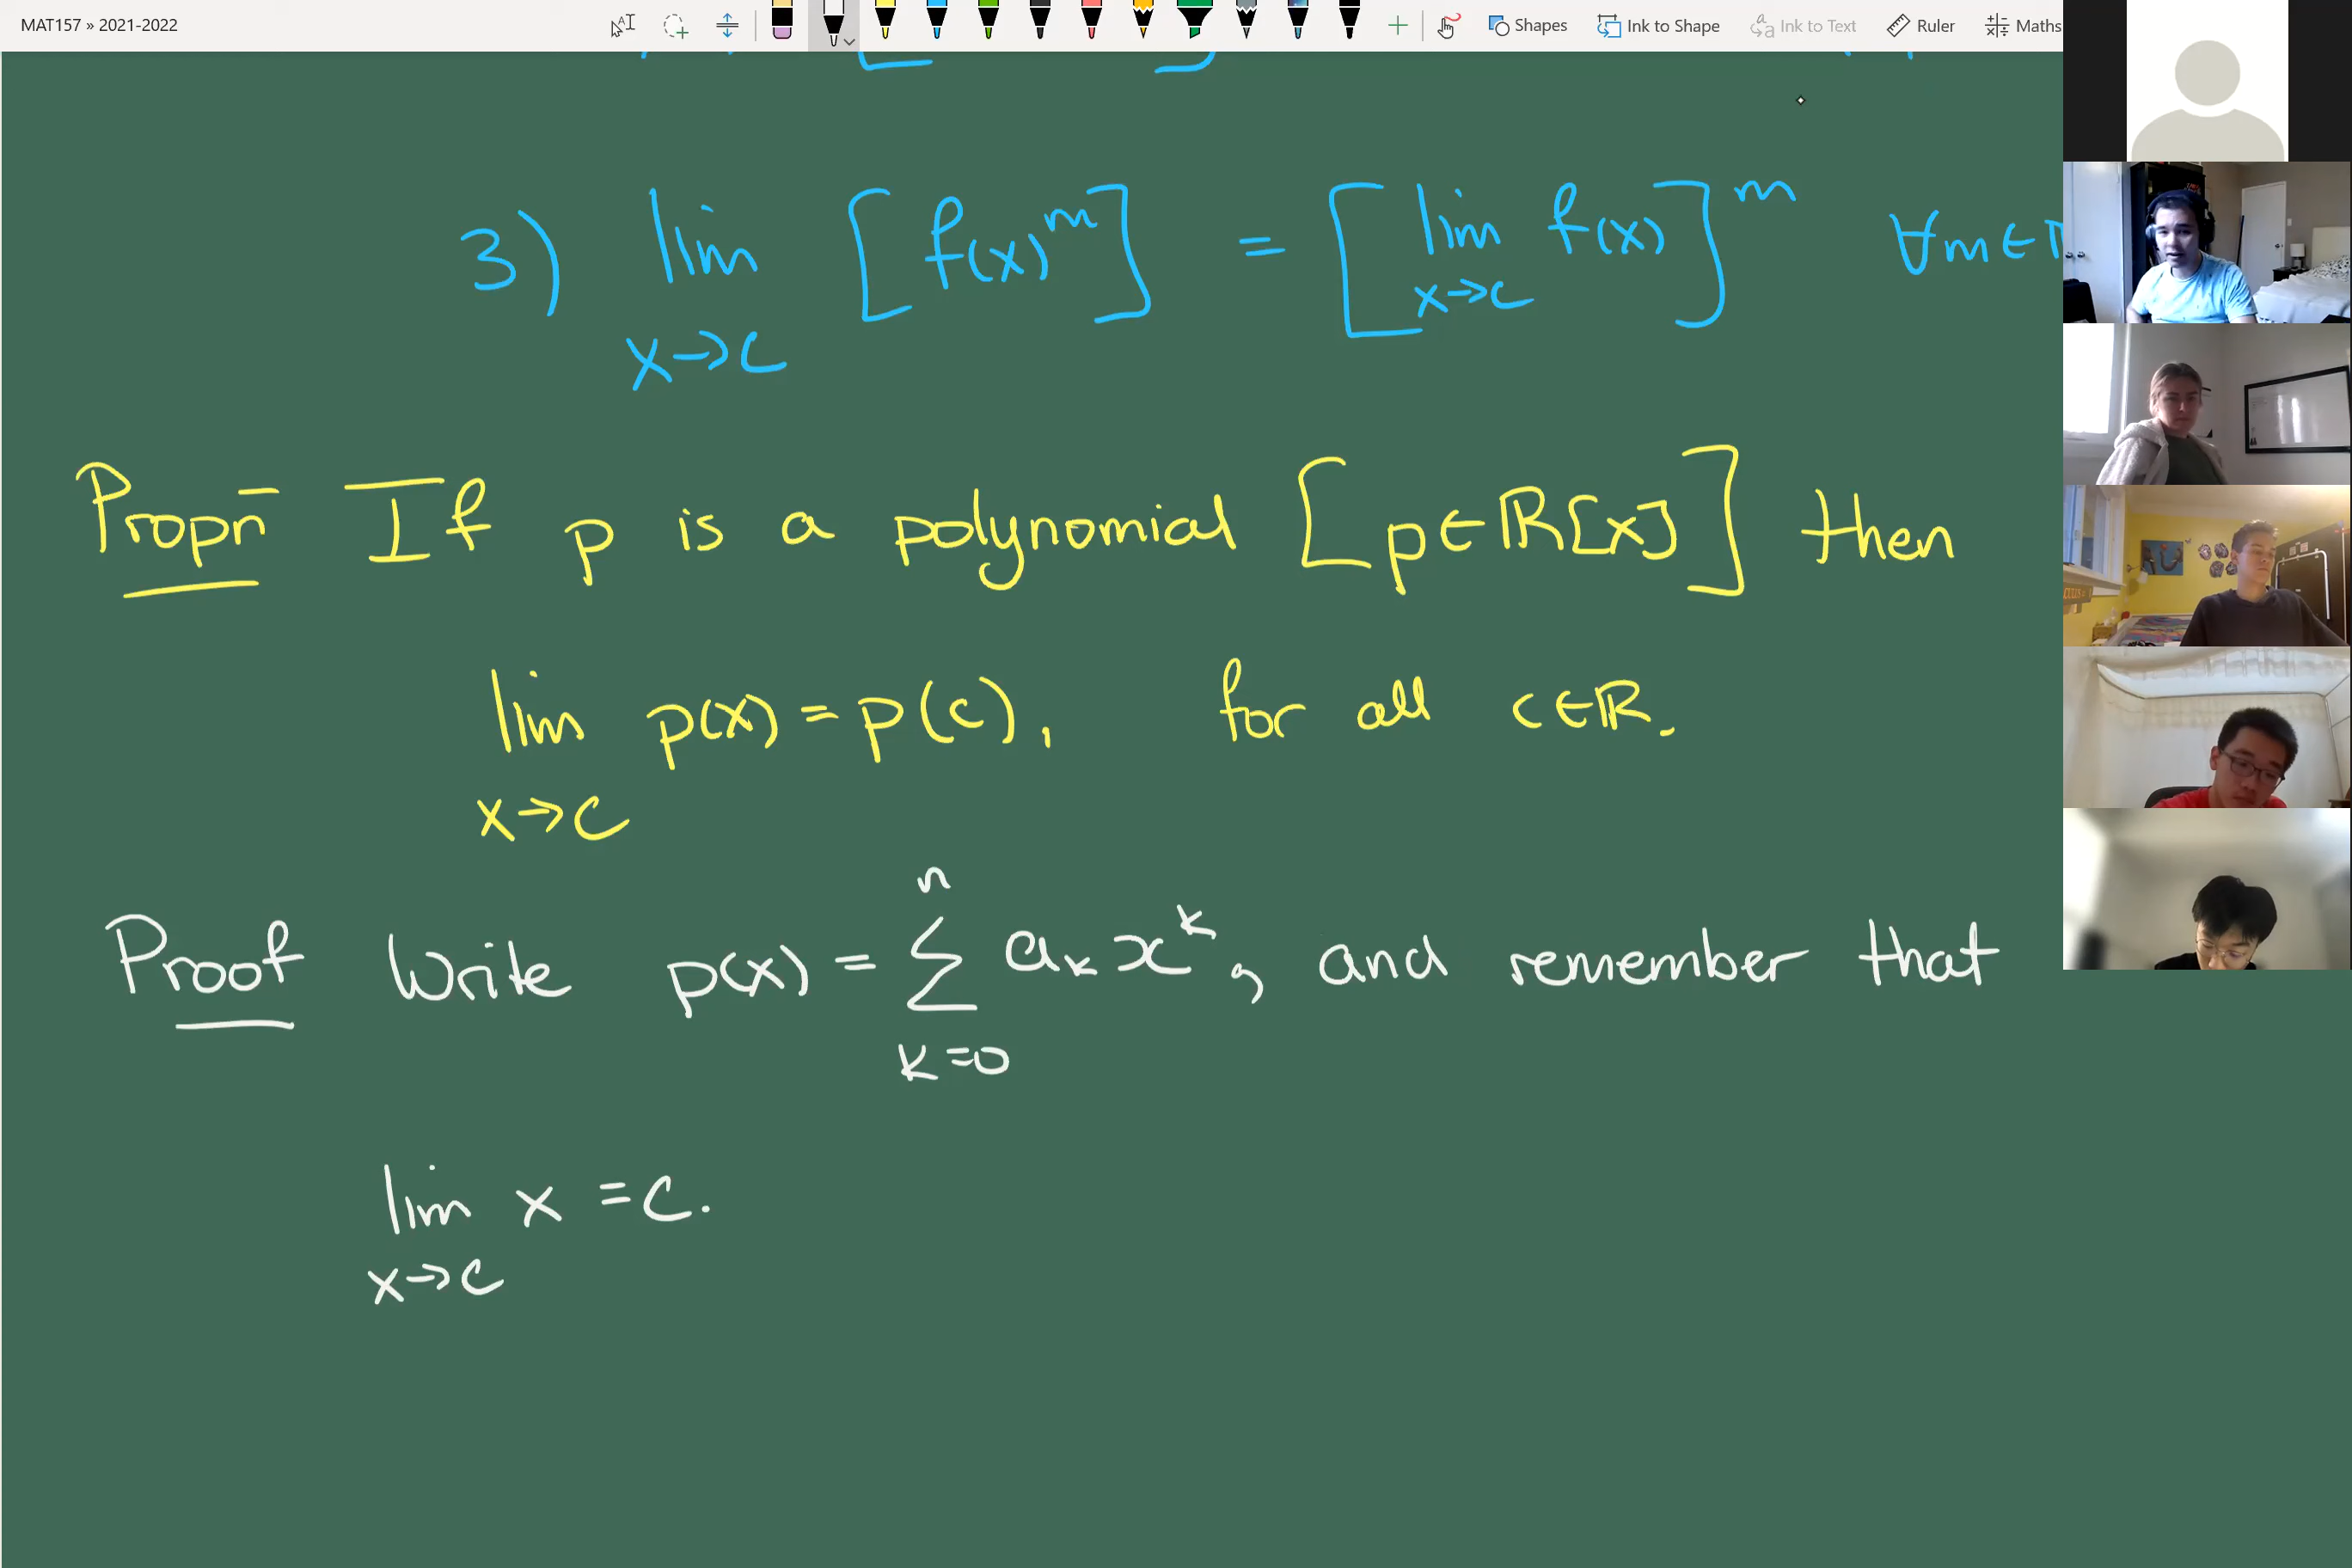 MAT157 » 2021-2022
Shapes Ink to Shape Ink to Text Ruler Maths
3) lim [f(x)^m] = [lim f(x)]^m ∀m∈
x→c x→c
Propn̄ If p is a polynomial [p∈ℝ[x]] then
lim p(x) = p(c), for all c∈ℝ.
x→c
n
Proof Write p(x) = ∑ a_k x^k, and remember that
k=0
lim x = c.
x→c